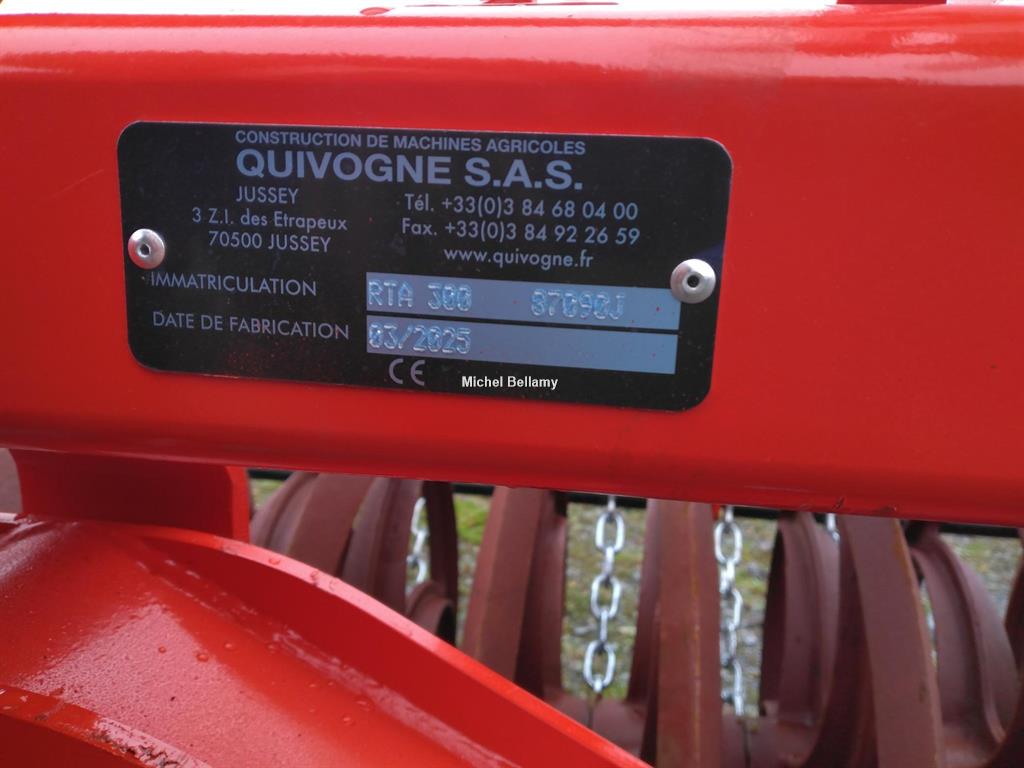 CONSTRUCTION DE MACHINES AGRICOLES
QUIVOGNE S.A.S.
JUSSEY
3 Z.I. des Etrapeux
70500 JUSSEY
Tél. +33(0)3 84 68 04 00
Fax. +33(0)3 84 92 26 59
www.quivogne.fr
IMMATRICULATION RTA 300 87090J
DATE DE FABRICATION 03/2025
CE
Michel Bellamy